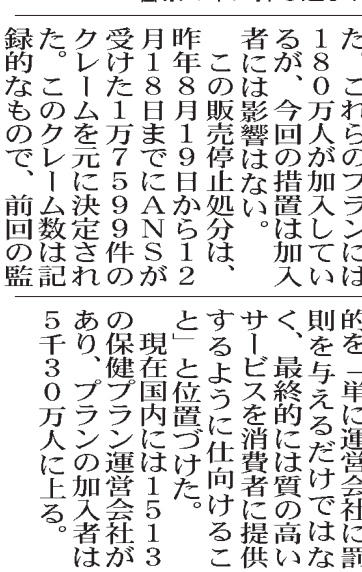 た。これらのプランには
１８０万人が加入してい
るが、今回の措置は加入
者には影響はない。
この販売停止処分は、
昨年８月１９日から１２
月１８日までにＡＮＳが
受けた１万７５９９件の
クレームを元に決定され
た。このクレーム数は記
録的なもので、前回の監
的を「単に運営会社に罰
則を与えるだけではな
く、最終的には質の高い
サービスを消費者に提供
するように仕向けるこ
と」と位置づけた。
現在国内には１５１３
の保健プラン運営会社が
あり、プランの加入者は
５千３０万人に上る。